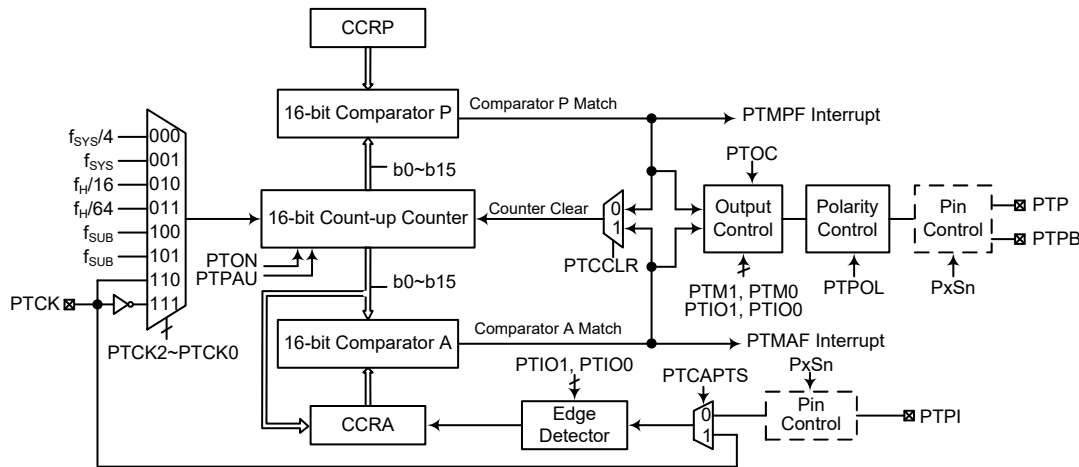 CCRP
16-bit Comparator P
Comparator P Match
PTMPF Interrupt
b0~b15
fSYS/4
fSYS
fH/16
fH/64
fSUB
fSUB
000
001
010
011
100
101
110
111
PTCK
PTCK2~PTCK0
16-bit Count-up Counter
Counter Clear
0
1
PTCCLR
PTON
PTPAU
b0~b15
PTOC
Output
Control
PTM1, PTM0
PTIO1, PTIO0
Polarity
Control
PTPOL
Pin
Control
PxSn
PTP
PTPB
16-bit Comparator A
Comparator A Match
PTMAF Interrupt
CCRA
PTIO1, PTIO0
Edge
Detector
PTCAPTS
0
1
PxSn
Pin
Control
PTPI